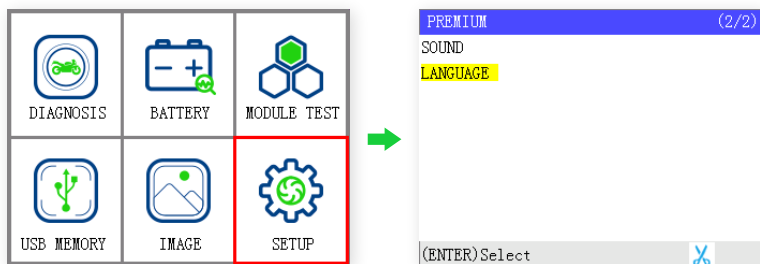 DIAGNOSIS
BATTERY
MODULE TEST
USB MEMORY
IMAGE
SETUP
PREMIUM (2/2)
SOUND
LANGUAGE
(ENTER)Select